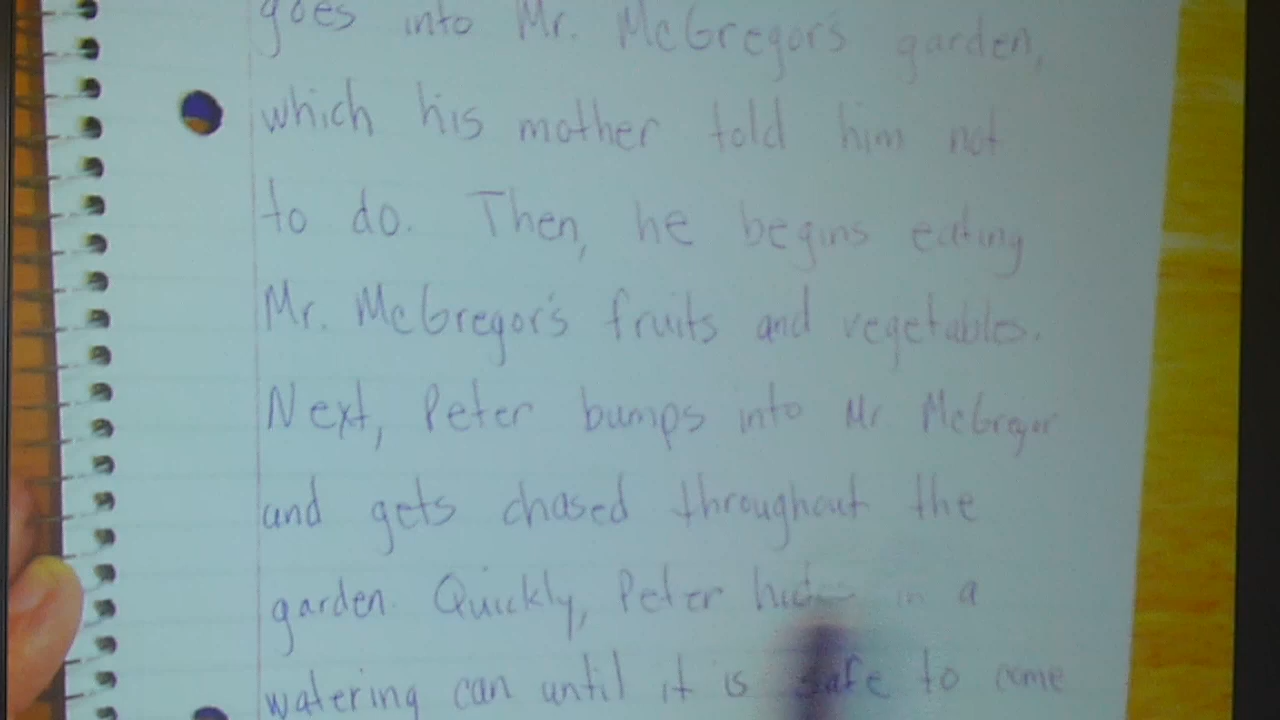 goes into Mr. McGregor's garden,
which his mother told him not
to do. Then, he begins eating
Mr. McGregor's fruits and vegetables.
Next, Peter bumps into Mr. McGregor
and gets chased throughout the
garden. Quickly, Peter hides in a
watering can until it is safe to come